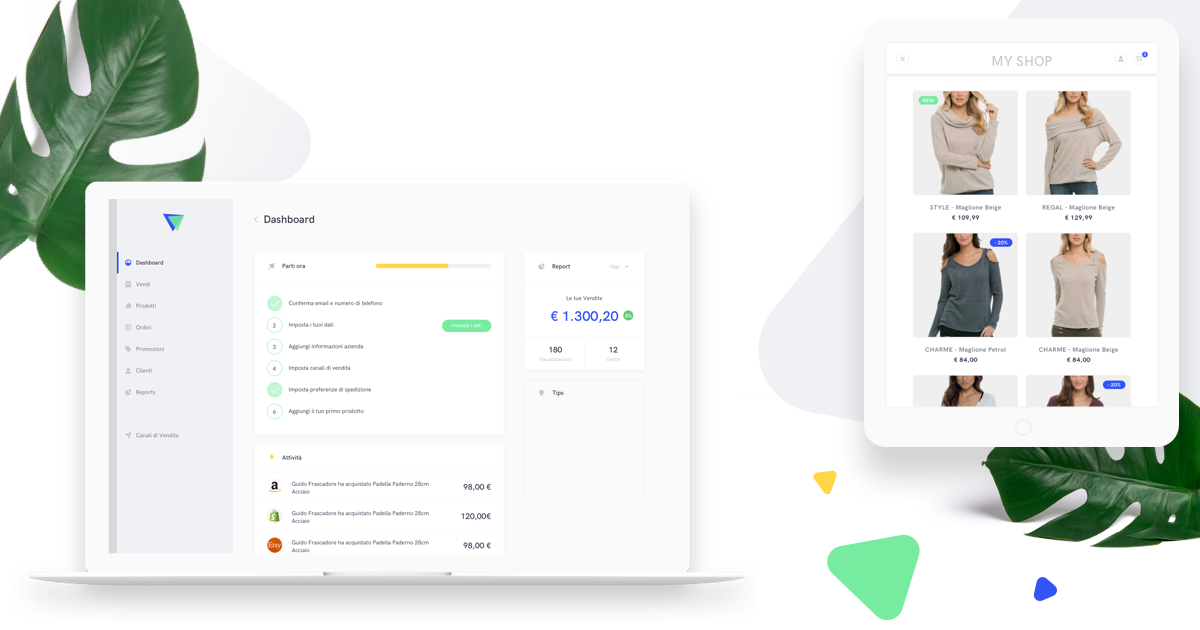 Dashboard
Dashboard
Vendi
Prodotti
Ordini
Promozioni
Clienti
Reports
Canali di Vendita
Parti ora
Conferma email e numero di telefono
2 Imposta i tuoi dati
Imposta i dati
3 Aggiungi informazioni azienda
4 Imposta canali di vendita
Imposta preferenze di spedizione
6 Aggiungi il tuo primo prodotto
Attività
a Guido Frascadore ha acquistato Padella Paderno 28cm
Acciaio
98,00 €
Guido Frascadore ha acquistato Padella Paderno 28cm
Acciaio
120,00€
Etsy Guido Frascadore ha acquistato Padella Paderno 28cm
Acciaio
98,00 €
Report
Oggi
Le tue Vendite
€ 1.300,20
180
Visualizzazioni
12
Ordini
Tips
MY SHOP
NEW
STYLE - Maglione Beige
€ 109,99
REGAL - Maglione Beige
€ 129,99
- 20%
CHARME - Maglione Petrol
€ 84,00
CHARME - Maglione Beige
€ 84,00
- 20%